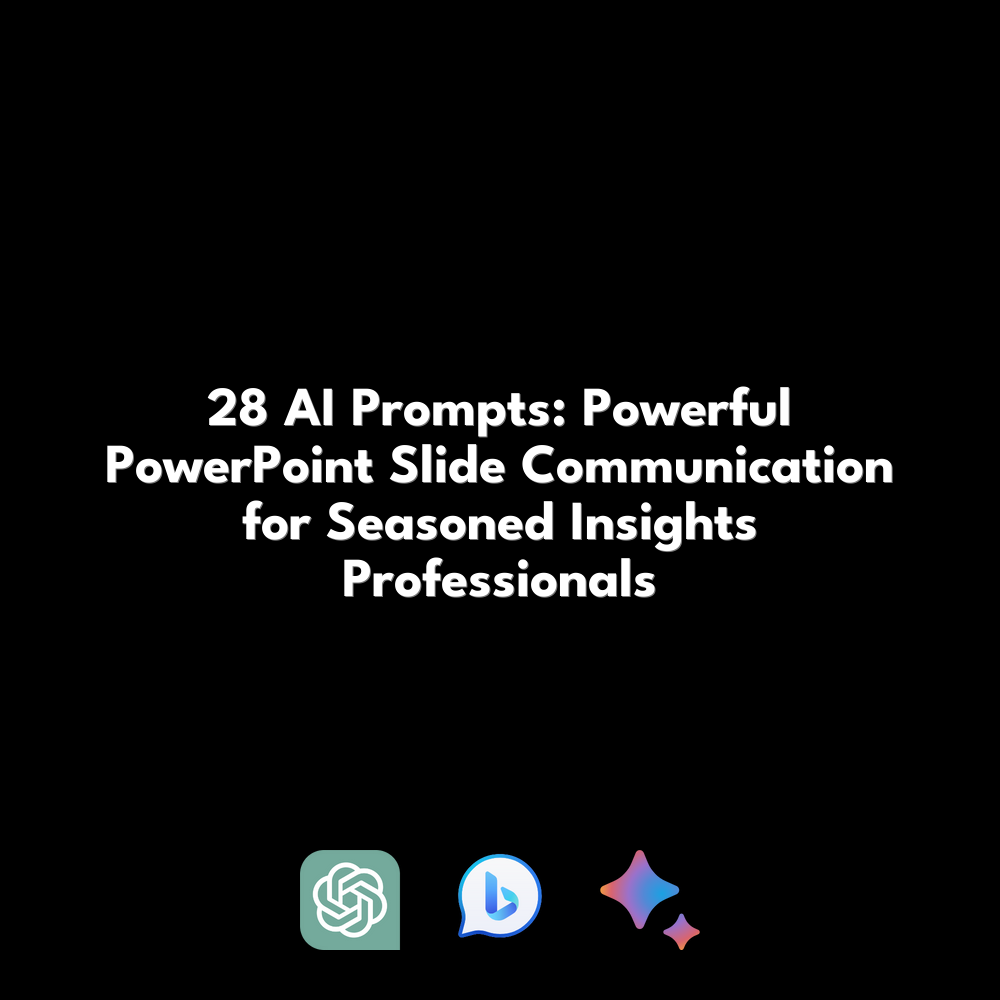 28 AI Prompts: Powerful
PowerPoint Slide Communication
for Seasoned Insights
Professionals